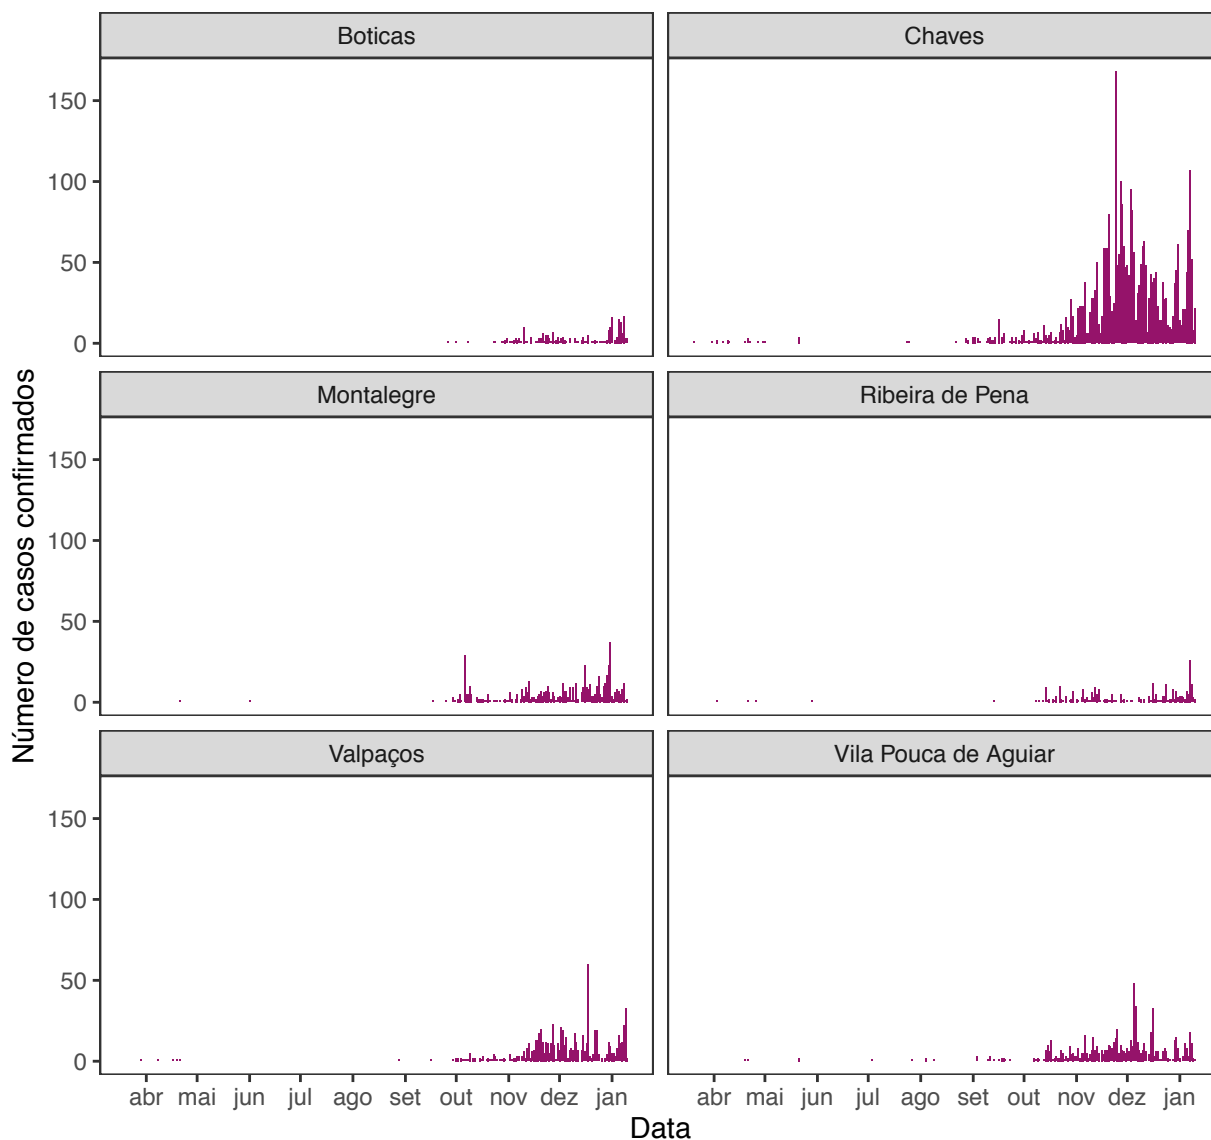 Boticas
Chaves
150
100
50
0
Montalegre
Ribeira de Pena
150
100
50
0
Número de casos confirmados
Valpaços
Vila Pouca de Aguiar
150
100
50
0
abr mai jun jul ago set out nov dez jan
abr mai jun jul ago set out nov dez jan
Data